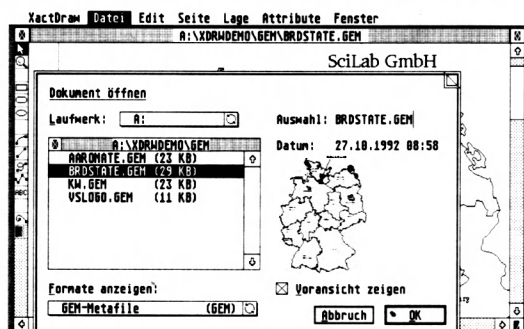 XactDraw Datei Edit Seite Lage Attribute Fenster
A:\XDRWDEMO\GEM\BRDSTATE.GEM
SciLab GmbH
Dokument öffnen
Laufwerk: A:
Auswahl: BRDSTATE.GEM
A:\XDRWDEMO\GEM
Datum: 27.10.1992 08:58
AAROMATE.GEM (23 KB)
BRDSTATE.GEM (29 KB)
KW.GEM (23 KB)
VSLOGO.GEM (11 KB)
ABC
Formate anzeigen:
Voransicht zeigen
GEM-Metafile (GEM)
Abbruch OK